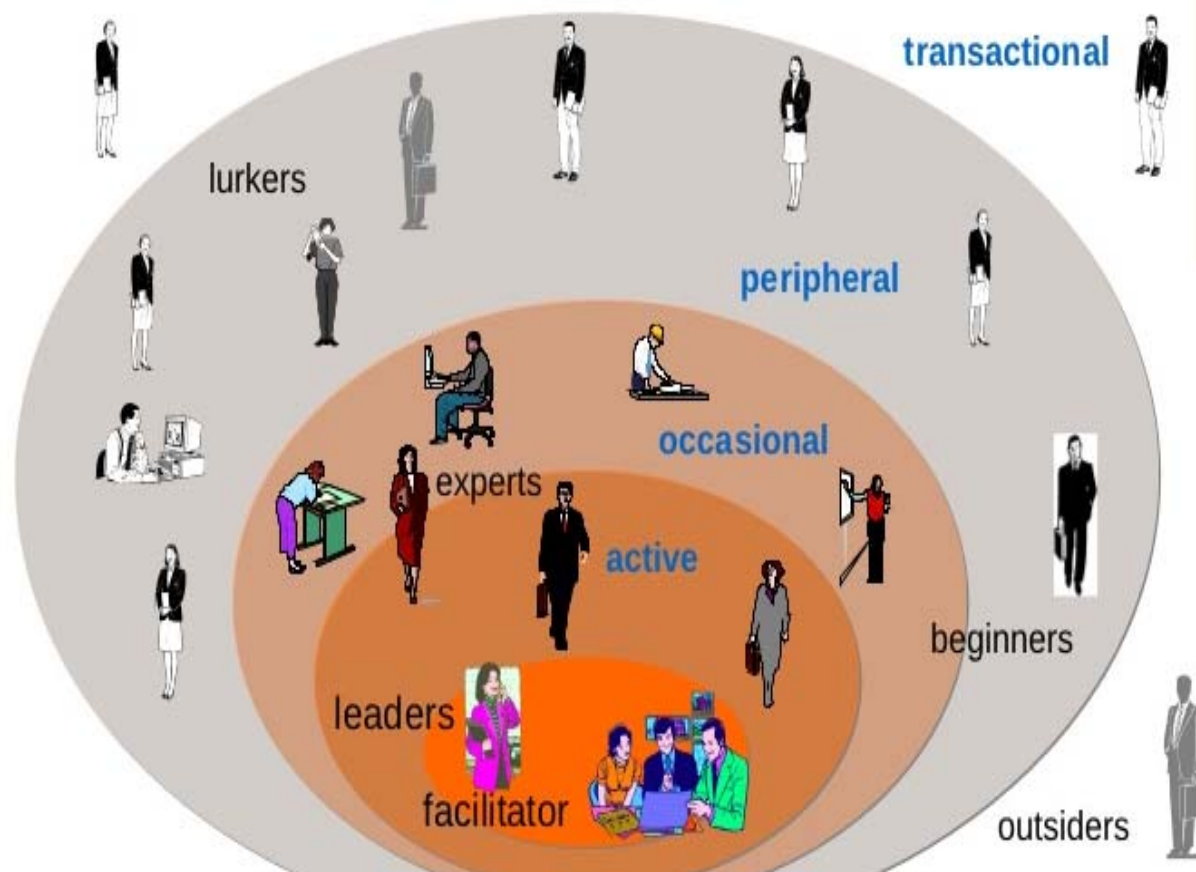 transactional
lurkers
peripheral
occasional
experts
active
beginners
leaders
facilitator
outsiders